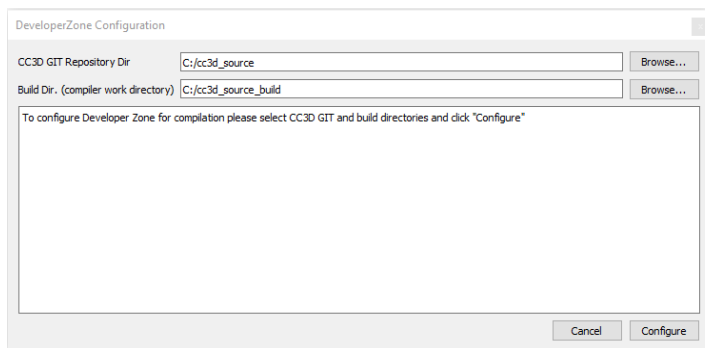 DeveloperZone Configuration
CC3D GIT Repository Dir C:/cc3d_source Browse...
Build Dir. (compiler work directory) C:/cc3d_source_build Browse...
To configure Developer Zone for compilation please select CC3D GIT and build directories and click "Configure"
Cancel Configure